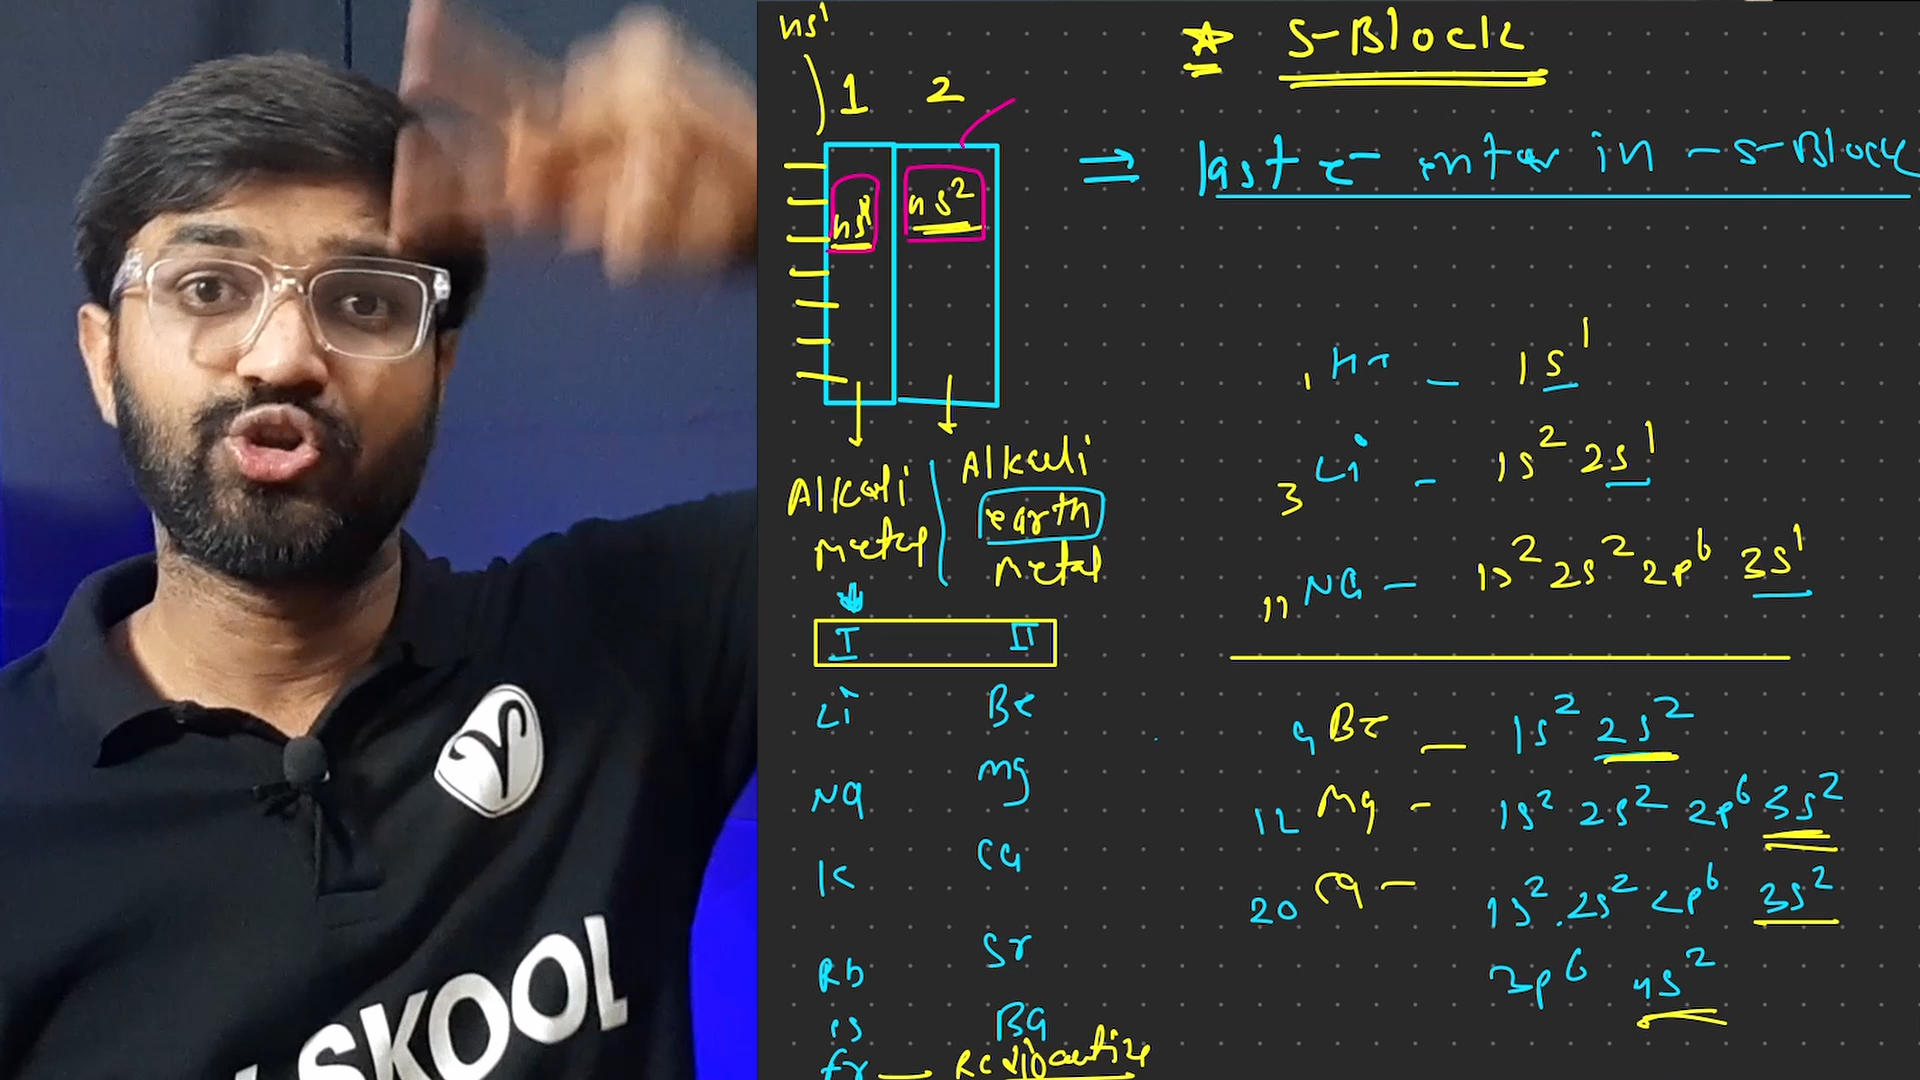 ns¹
1 2
ns¹ ns²
Alkali
metal
Alkali
earth
metal
I II
Li Be
Na Mg
K Ca
Rb Sr
Cs Ba
Fr — Radioactive
* S-Block
⇒ last e⁻ enter in - S-Block
₁H - 1s¹
₃Li - 1s² 2s¹
₁₁Na - 1s² 2s² 2p⁶ 3s¹
₄Be - 1s² 2s²
₁₂Mg - 1s² 2s² 2p⁶ 3s²
₂₀Ca - 1s² 2s² 2p⁶ 3s²
3p⁶ 4s²
SKOOL